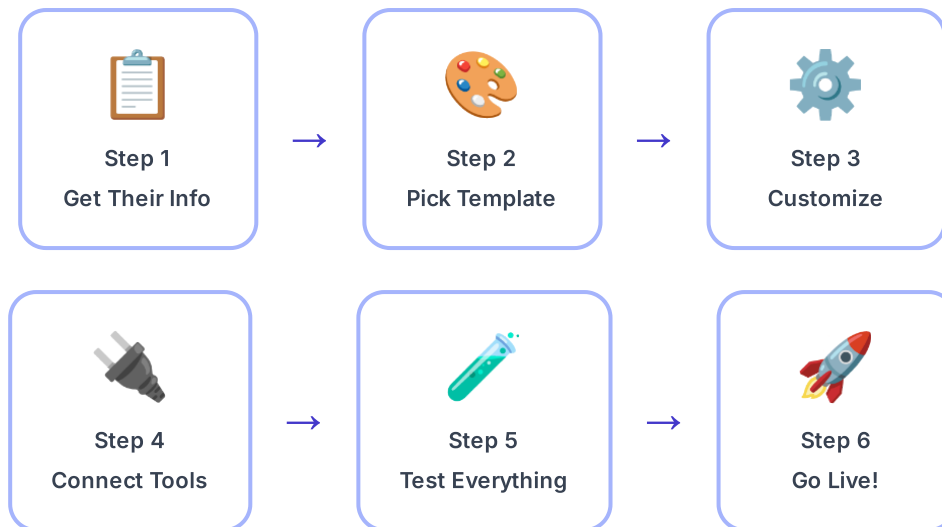 Step 1
Get Their Info
→
Step 2
Pick Template
→
Step 3
Customize
Step 4
Connect Tools
→
Step 5
Test Everything
→
Step 6
Go Live!